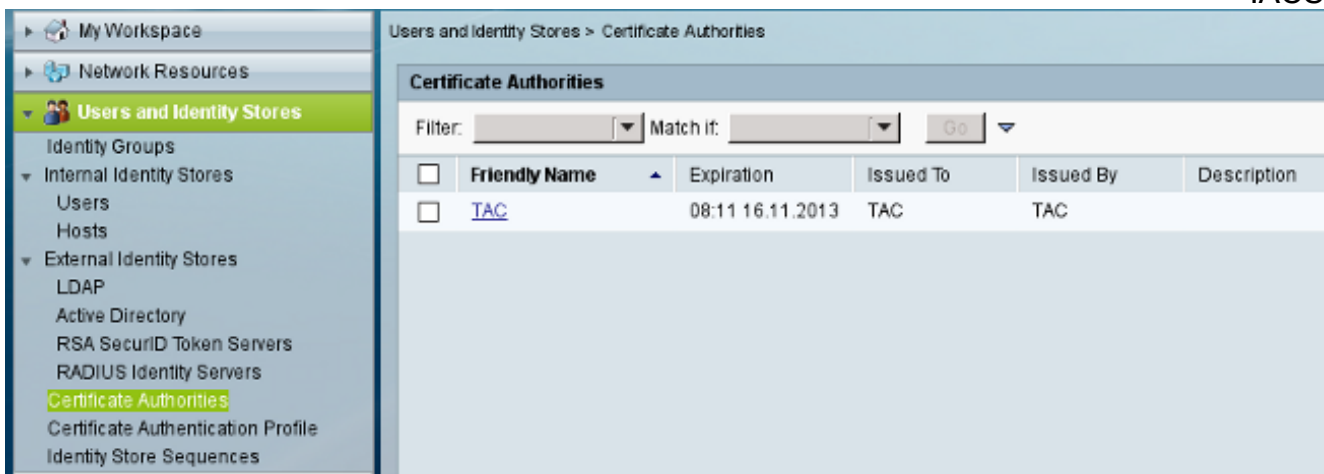 My Workspace
Network Resources
Users and Identity Stores
Identity Groups
Internal Identity Stores
Users
Hosts
External Identity Stores
LDAP
Active Directory
RSA SecurID Token Servers
RADIUS Identity Servers
Certificate Authorities
Certificate Authentication Profile
Identity Store Sequences
Users and Identity Stores > Certificate Authorities
Certificate Authorities
Filter: Match if: Go
Friendly Name Expiration Issued To Issued By Description
TAC 08:11 16.11.2013 TAC TAC